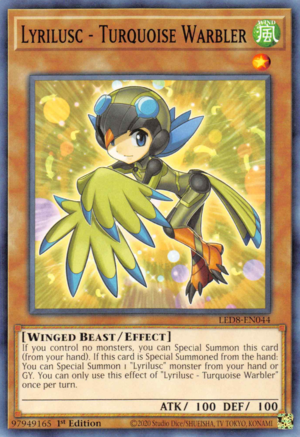 LYRILUSC - TURQUOISE WARBLER
WIND
風
LED8-EN044
[WINGED BEAST/EFFECT]
If you control no monsters, you can Special Summon this card
(from your hand). If this card is Special Summoned from the hand:
You can Special Summon 1 "Lyrilusc" monster from your hand or
GY. You can only use this effect of "Lyrilusc - Turquoise Warbler"
once per turn.
ATK/ 100 DEF/ 100
97949165 1st Edition ©2020 Studio Dice/SHUEISHA, TV TOKYO, KONAMI